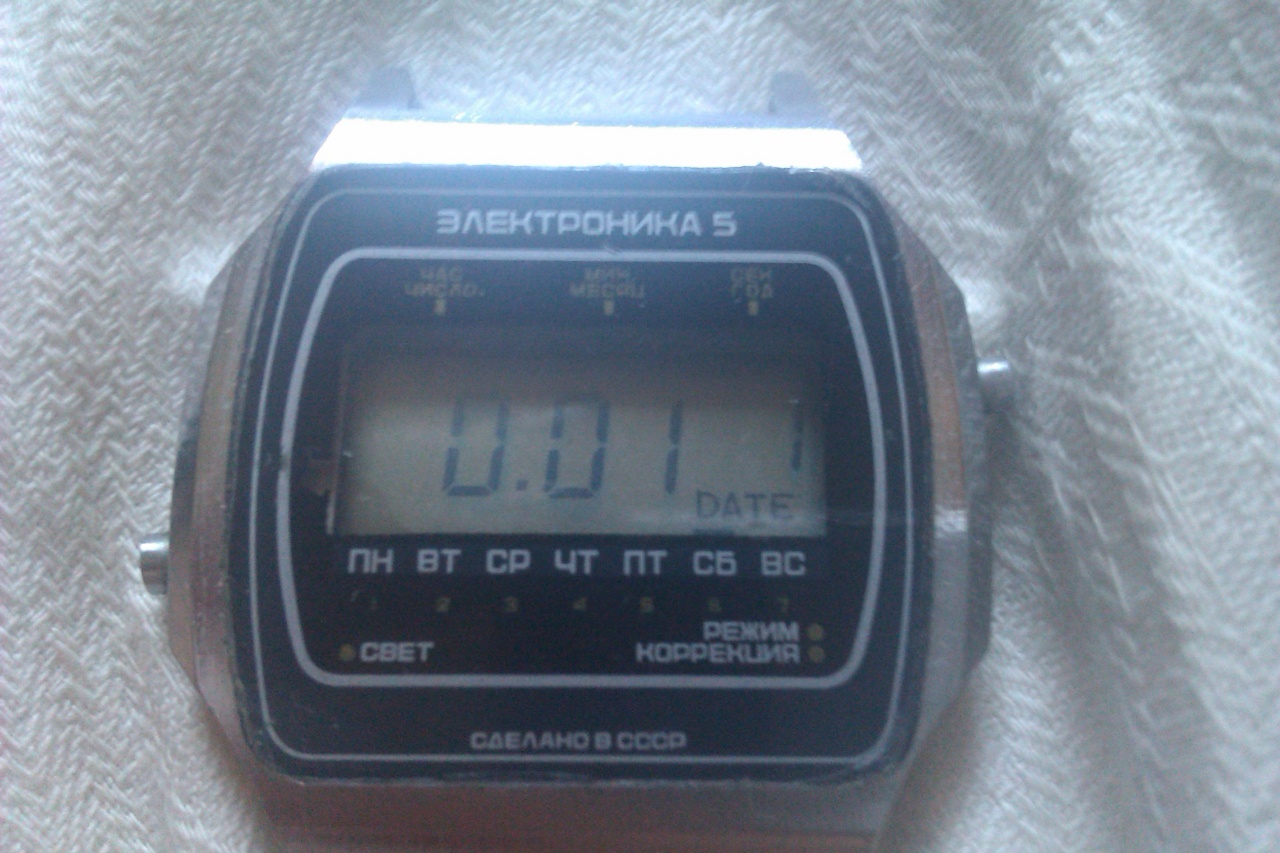 ЭЛЕКТРОНИКА 5
ЧАС МИН. СЕК
ЧИСЛО. МЕСЯЦ ГОД
0.01 1
DATE
ПН ВТ СР ЧТ ПТ СБ ВС
1 2 3 4 5 6 7
РЕЖИМ
СВЕТ КОРРЕКЦИЯ
СДЕЛАНО В СССР